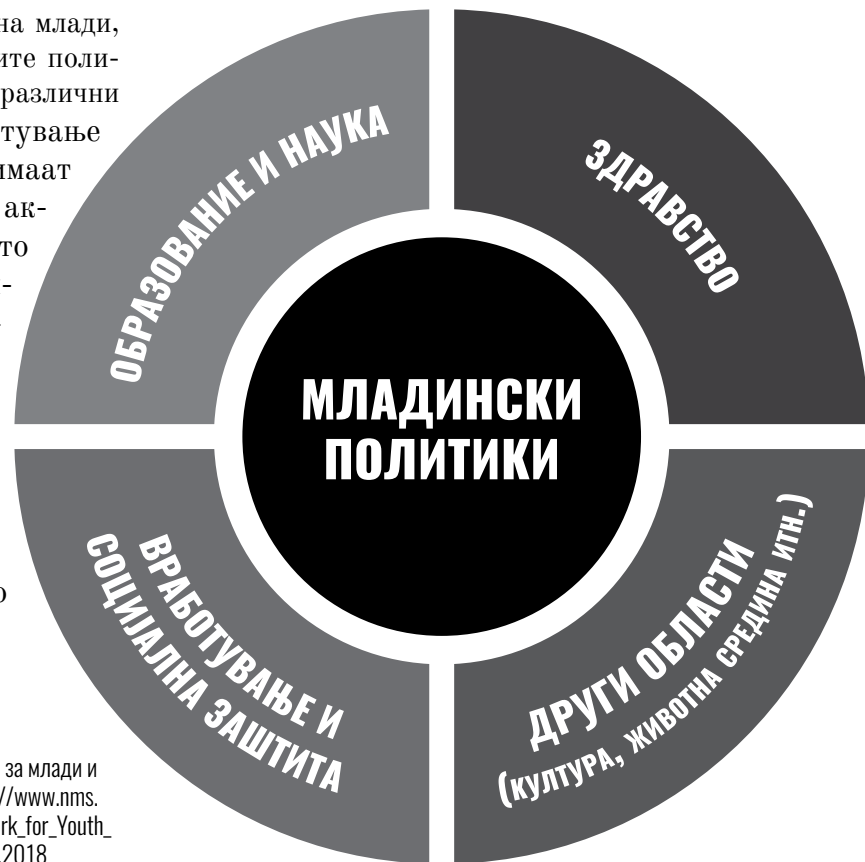 на млади,
ите поли-
различни
тување
имаат
ак-
то
-
ОБРАЗОВАНИЕ И НАУКА
ЗДРАВСТВО
МЛАДИНСКИ
ПОЛИТИКИ
ВРАБОТУВАЊЕ И
СОЦИЈАЛНА ЗАШТИТА
ДРУГИ ОБЛАСТИ
(КУЛТУРА, ЖИВОТНА СРЕДИНА ИТН.)
о
за млади и
//www.nms.
rk_for_Youth_
2018